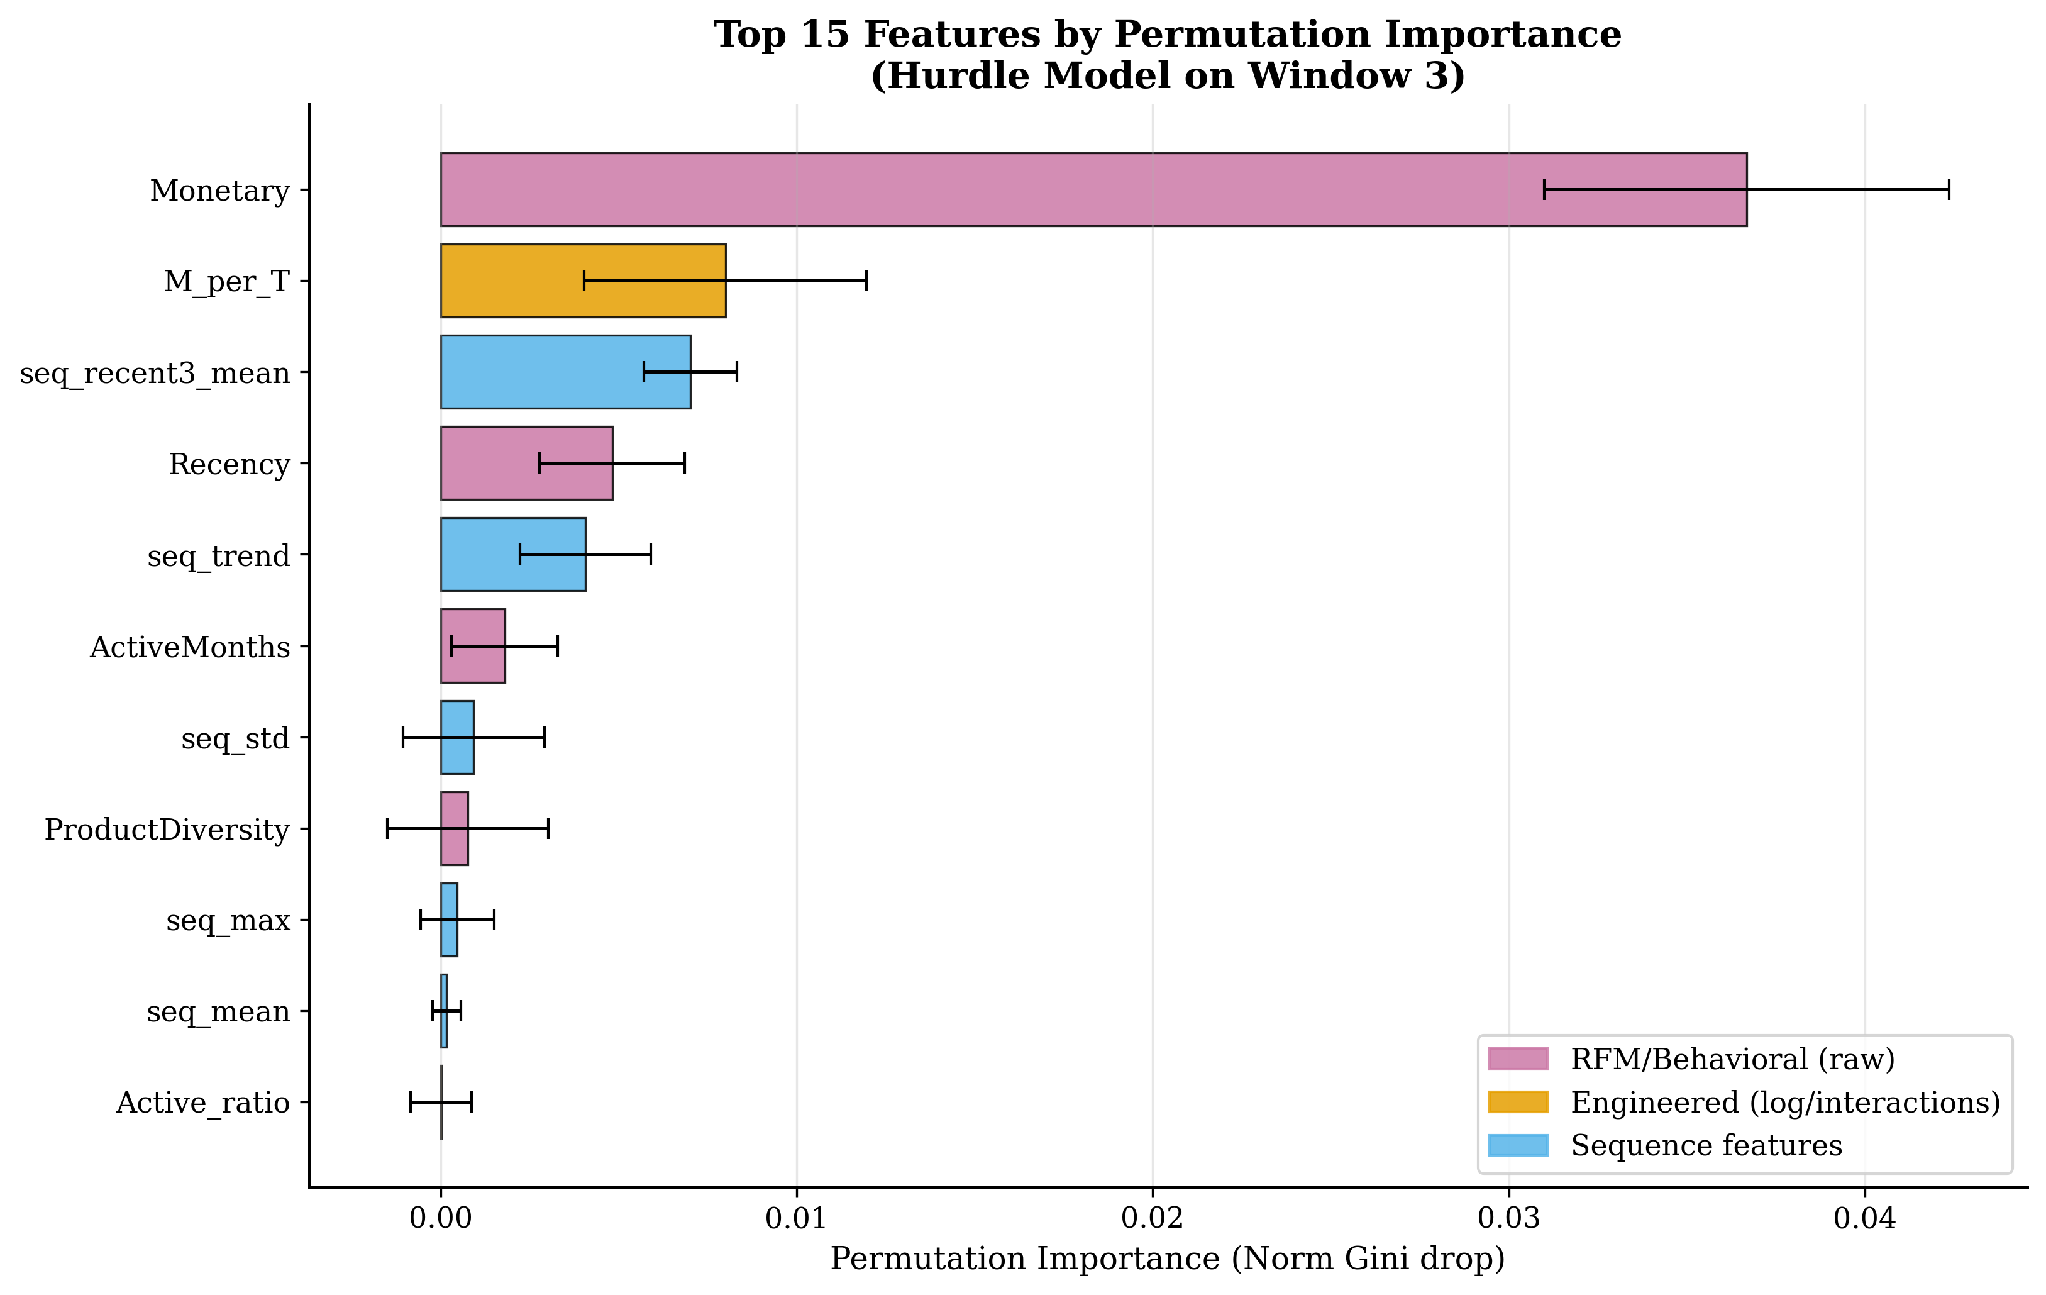 Top 15 Features by Permutation Importance
(Hurdle Model on Window 3)
Monetary
M_per_T
seq_recent3_mean
Recency
seq_trend
ActiveMonths
seq_std
ProductDiversity
seq_max
seq_mean
Active_ratio
RFM/Behavioral (raw)
Engineered (log/interactions)
Sequence features
0.00 0.01 0.02 0.03 0.04
Permutation Importance (Norm Gini drop)